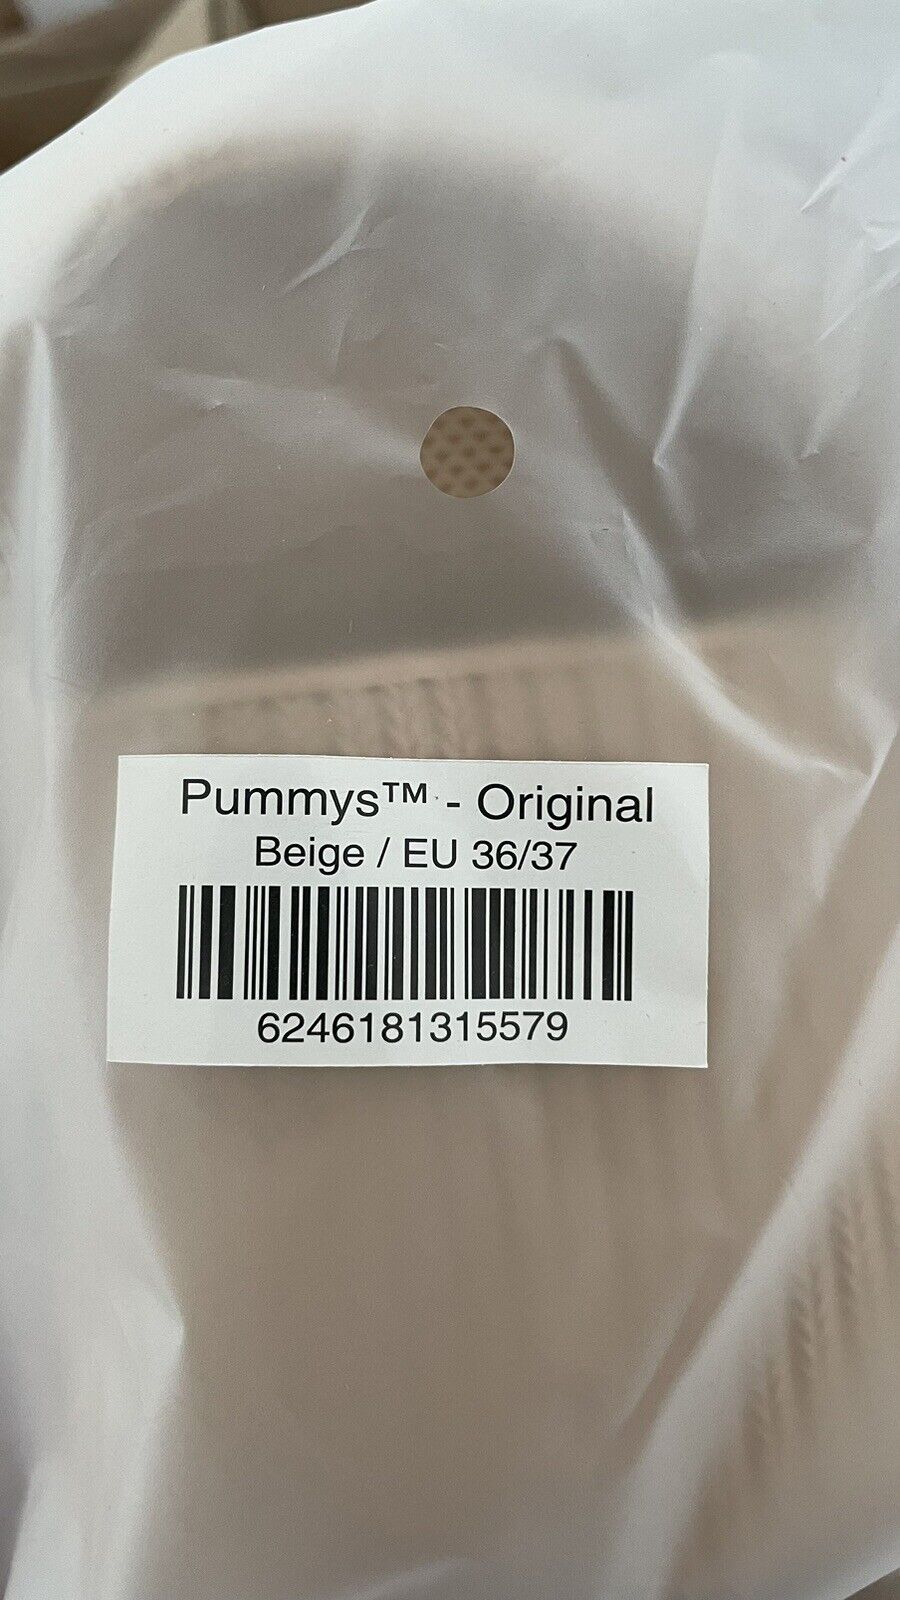 Pummys™ - Original
Beige / EU 36/37
6246181315579